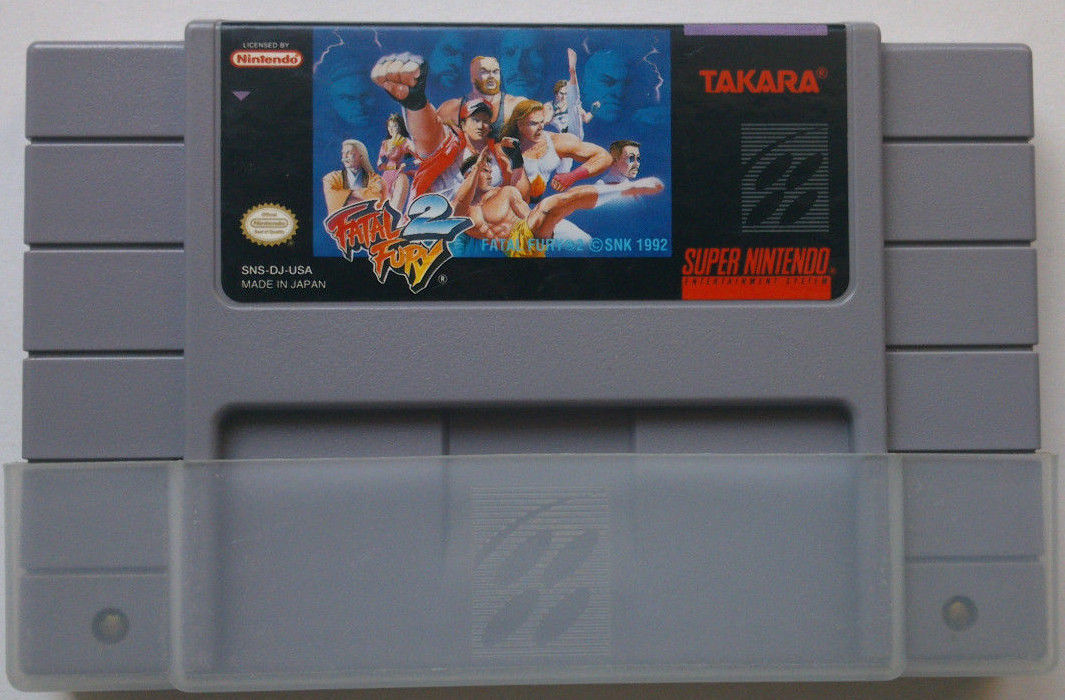 LICENSED BY
Nintendo®
TAKARA®
FATAL
FURY
2
®
FATAL FURY®2 ©SNK 1992
Official
Nintendo
Seal of Quality
SNS-DJ-USA
MADE IN JAPAN
SUPER NINTENDO®
ENTERTAINMENT SYSTEM